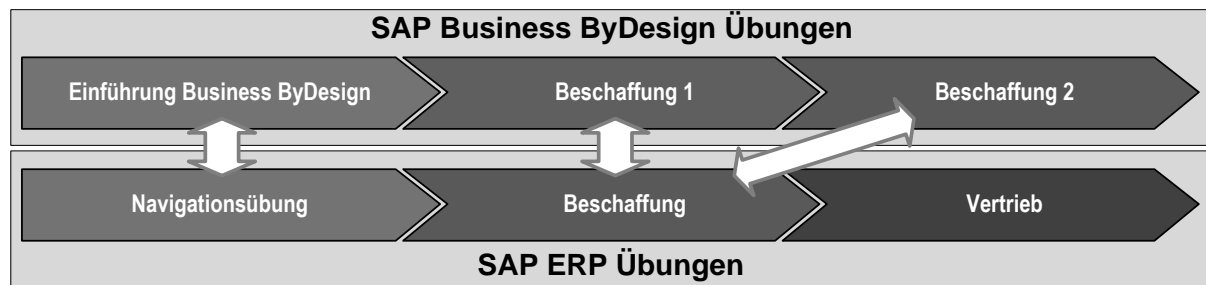 SAP Business ByDesign Übungen
Einführung Business ByDesign
Beschaffung 1
Beschaffung 2
Navigationsübung
Beschaffung
Vertrieb
SAP ERP Übungen